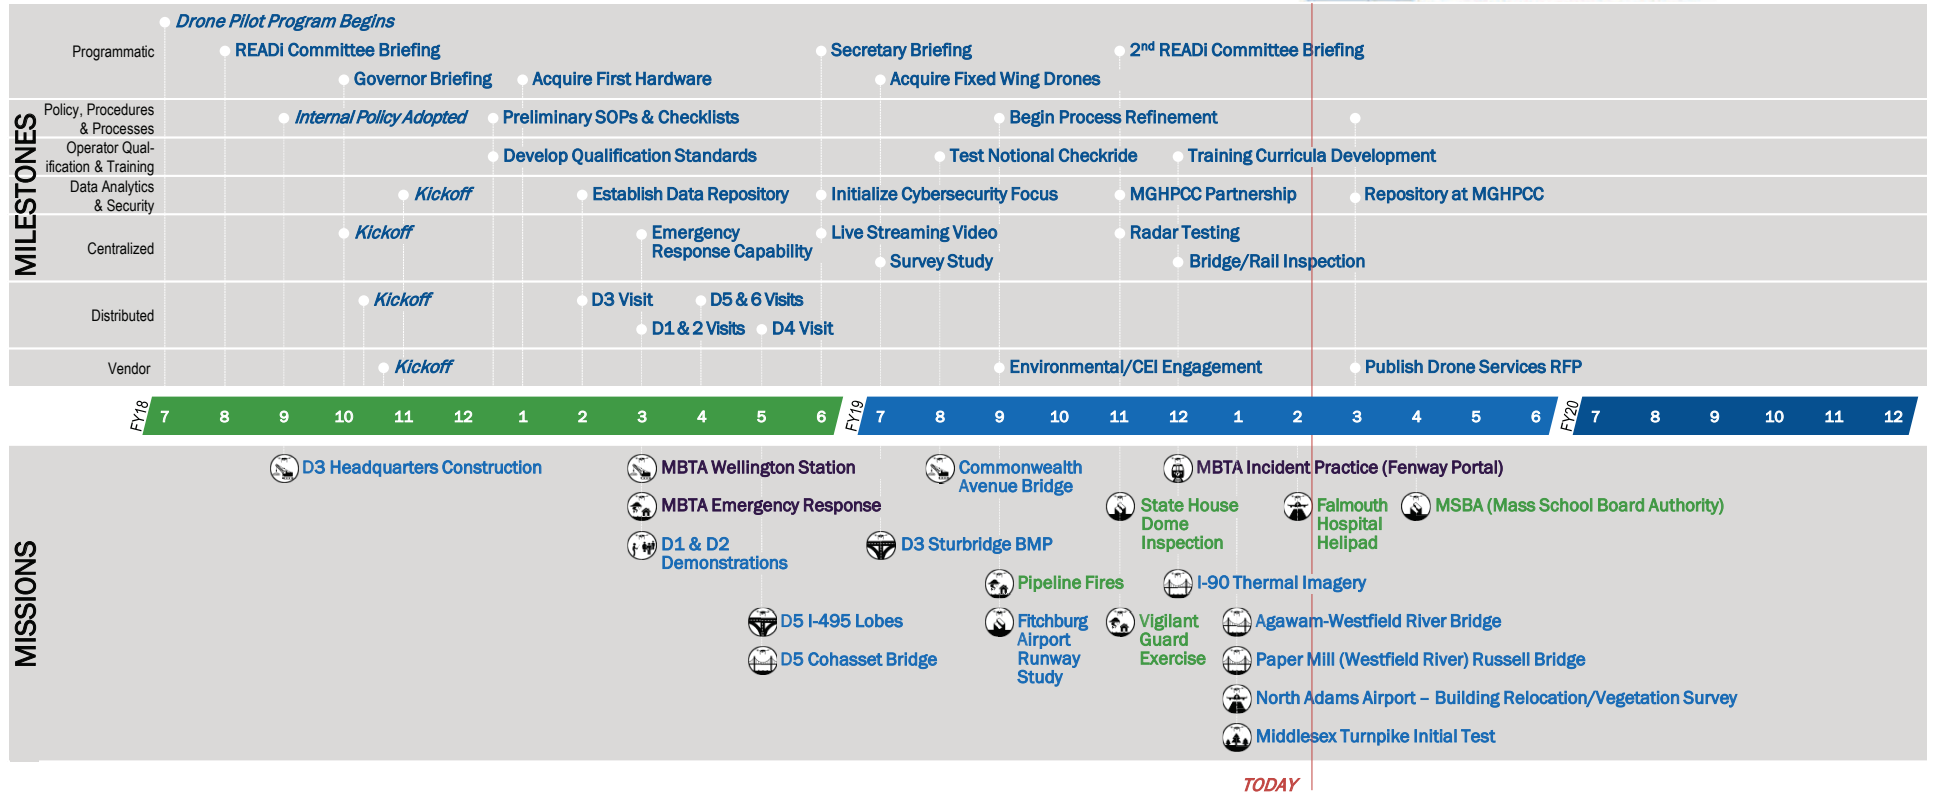 Drone Pilot Program Begins
Programmatic
READi Committee Briefing
Secretary Briefing
2nd READi Committee Briefing
Governor Briefing
Acquire First Hardware
Acquire Fixed Wing Drones
MILESTONES
Policy, Procedures
& Processes
Internal Policy Adopted
Preliminary SOPs & Checklists
Begin Process Refinement
Operator Qual-
ification & Training
Develop Qualification Standards
Test Notional Checkride
Training Curricula Development
Data Analytics
& Security
Kickoff
Establish Data Repository
Initialize Cybersecurity Focus
MGHPCC Partnership
Repository at MGHPCC
Centralized
Kickoff
Emergency
Response Capability
Live Streaming Video
Radar Testing
Survey Study
Bridge/Rail Inspection
Distributed
Kickoff
D3 Visit
D5 & 6 Visits
D1 & 2 Visits
D4 Visit
Vendor
Kickoff
Environmental/CEI Engagement
Publish Drone Services RFP
FY18 7 8 9 10 11 12 1 2 3 4 5 6
FY19 7 8 9 10 11 12 1 2 3 4 5 6
FY20 7 8 9 10 11 12
MISSIONS
D3 Headquarters Construction
MBTA Wellington Station
Commonwealth
Avenue Bridge
MBTA Incident Practice (Fenway Portal)
MBTA Emergency Response
State House
Dome
Inspection
Falmouth
Hospital
Helipad
MSBA (Mass School Board Authority)
D1 & D2
Demonstrations
D3 Sturbridge BMP
Pipeline Fires
I-90 Thermal Imagery
D5 I-495 Lobes
Fitchburg
Airport
Runway
Study
Vigilant
Guard
Exercise
Agawam-Westfield River Bridge
D5 Cohasset Bridge
Paper Mill (Westfield River) Russell Bridge
North Adams Airport – Building Relocation/Vegetation Survey
Middlesex Turnpike Initial Test
TODAY